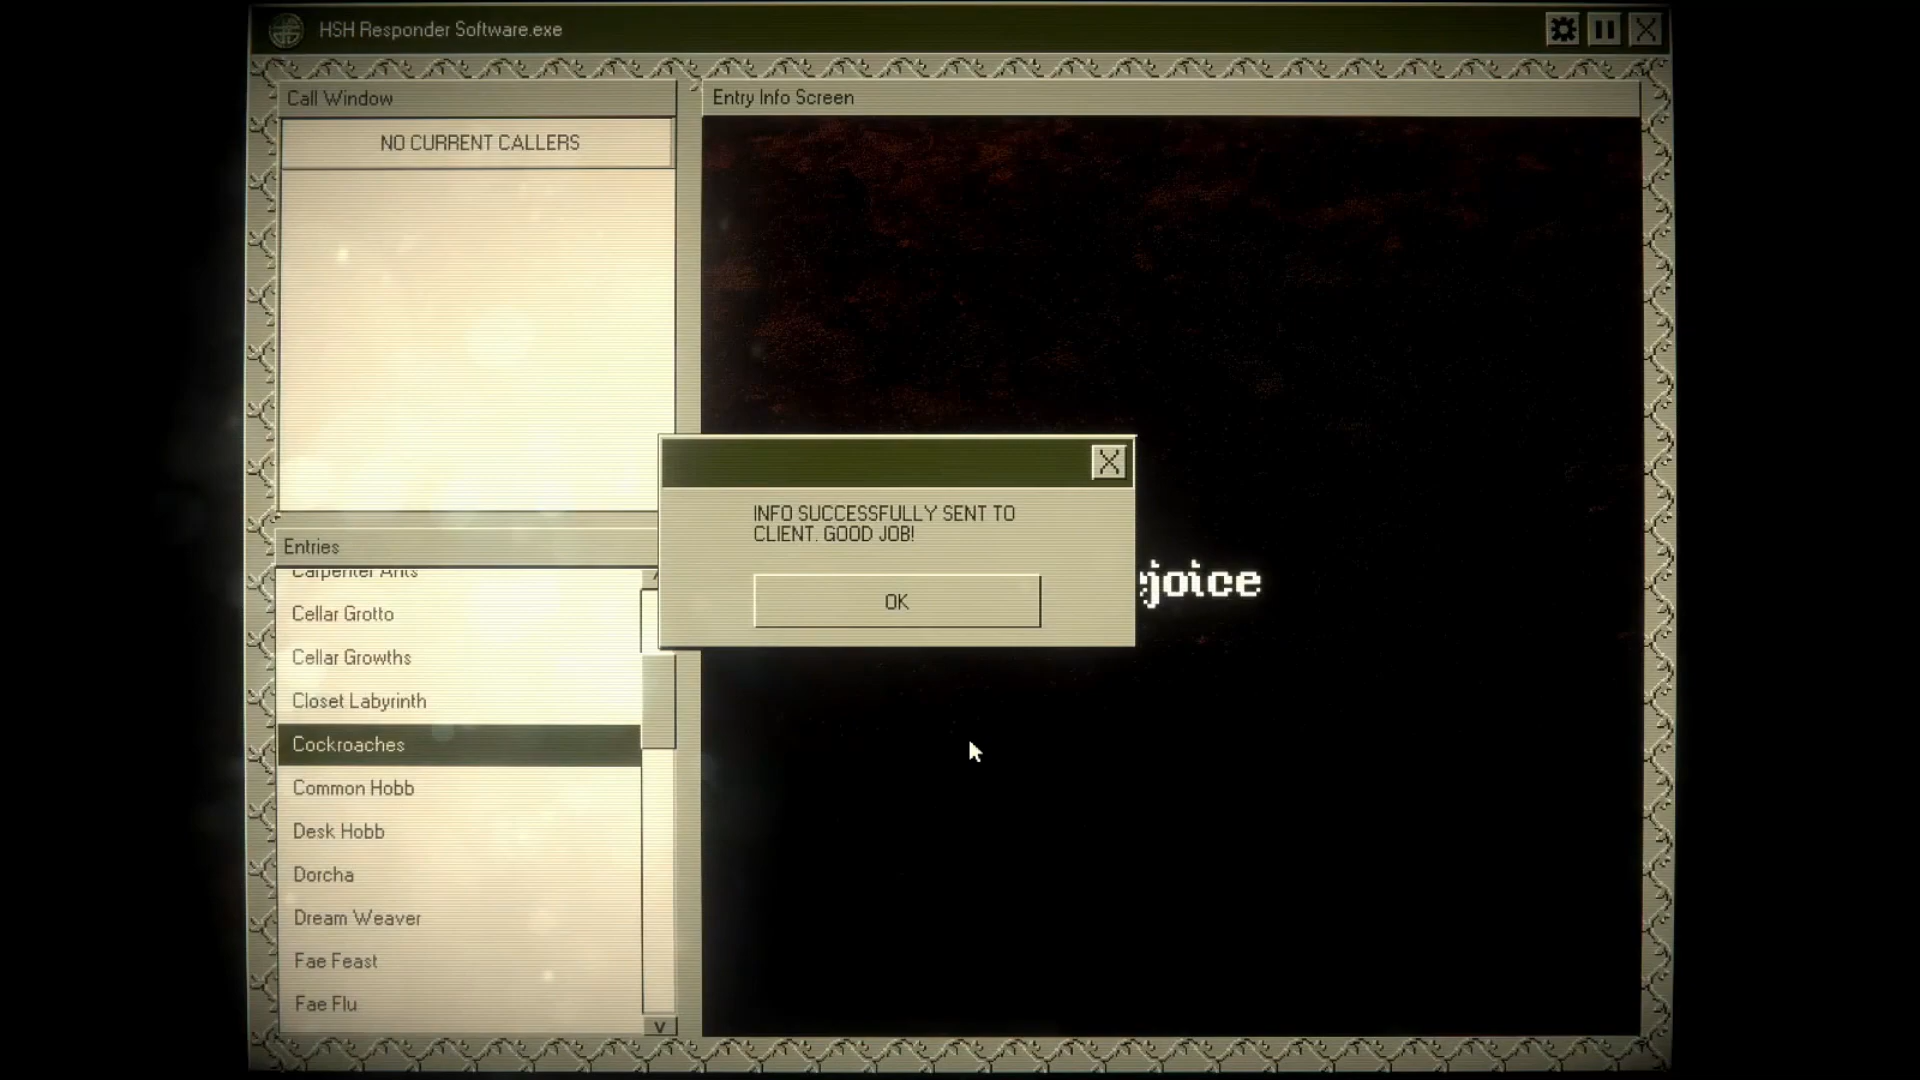 HSH Responder Software.exe
Call Window
NO CURRENT CALLERS
Entry Info Screen
INFO SUCCESSFULLY SENT TO
CLIENT. GOOD JOB!
OK
joice
Entries
Carpenter Ants
Cellar Grotto
Cellar Growths
Closet Labyrinth
Cockroaches
Common Hobb
Desk Hobb
Dorcha
Dream Weaver
Fae Feast
Fae Flu